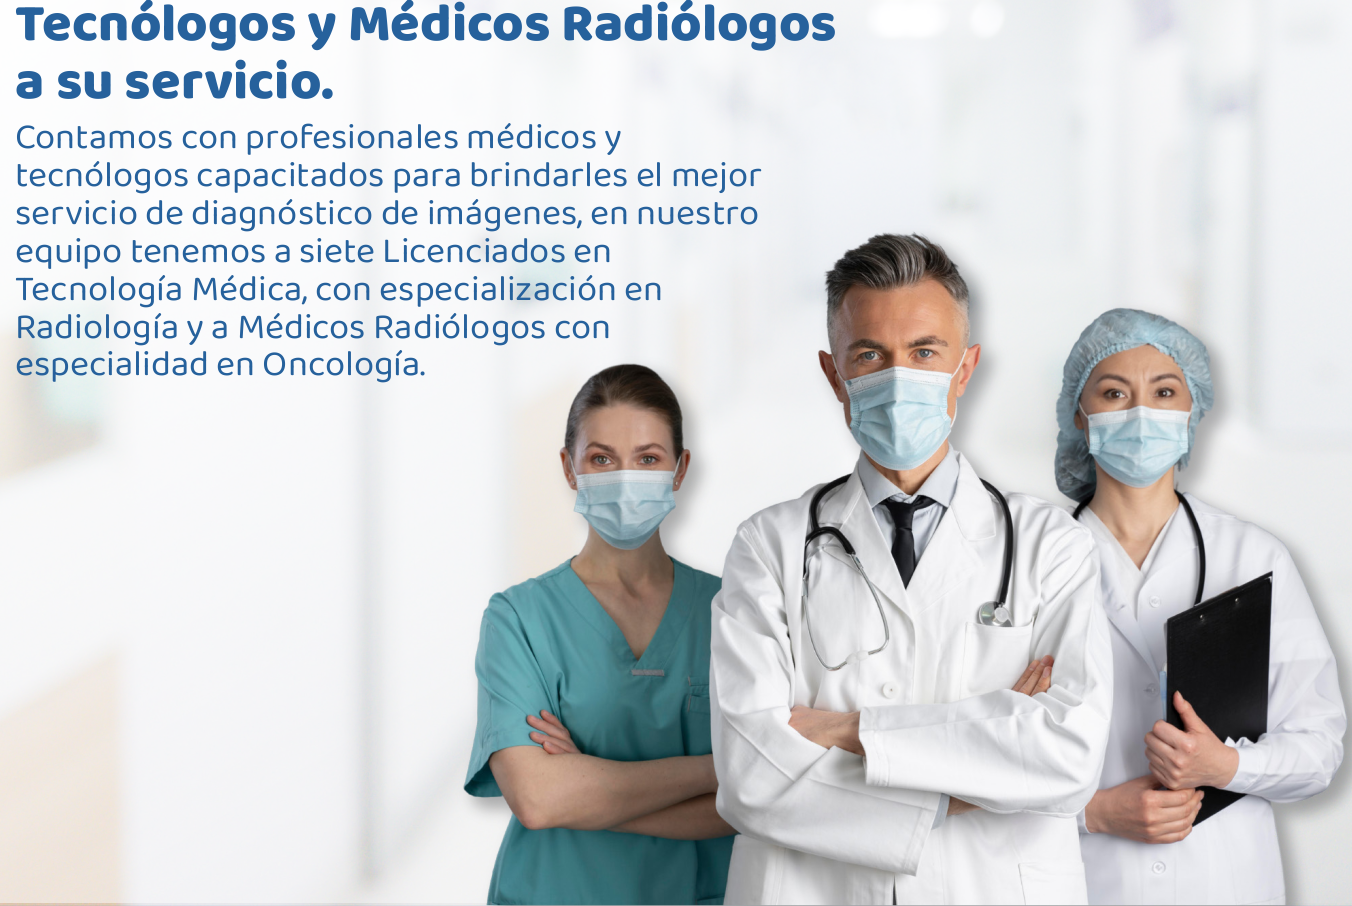 Tecnólogos y Médicos Radiólogos
a su servicio.
Contamos con profesionales médicos y
tecnólogos capacitados para brindarles el mejor
servicio de diagnóstico de imágenes, en nuestro
equipo tenemos a siete Licenciados en
Tecnología Médica, con especialización en
Radiología y a Médicos Radiólogos con
especialidad en Oncología.